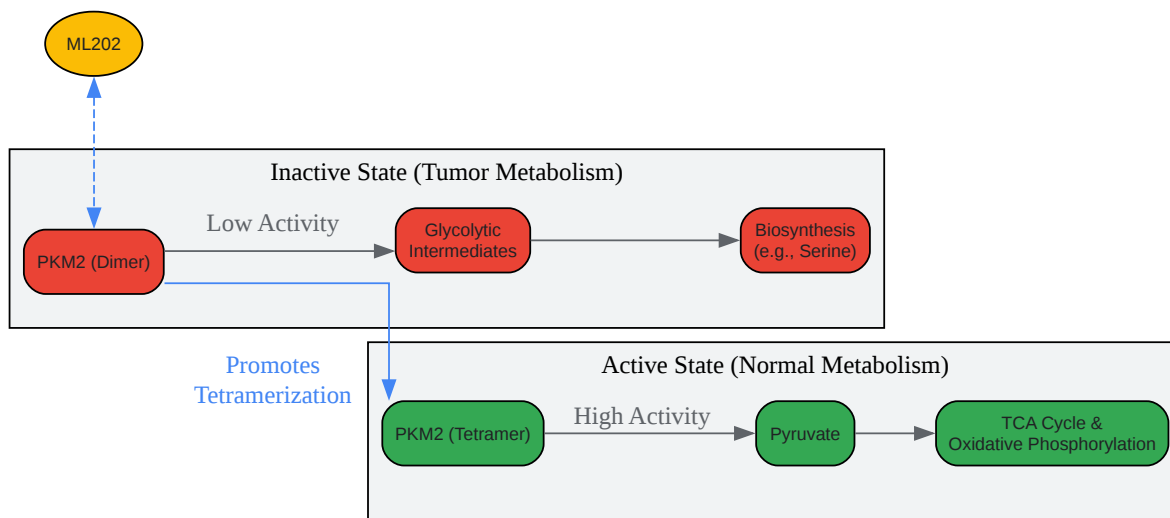 ML202
Inactive State (Tumor Metabolism)
Low Activity
PKM2 (Dimer)
Glycolytic
Intermediates
Biosynthesis
(e.g., Serine)
Promotes
Tetramerization
Active State (Normal Metabolism)
PKM2 (Tetramer)
High Activity
Pyruvate
TCA Cycle &
Oxidative Phosphorylation